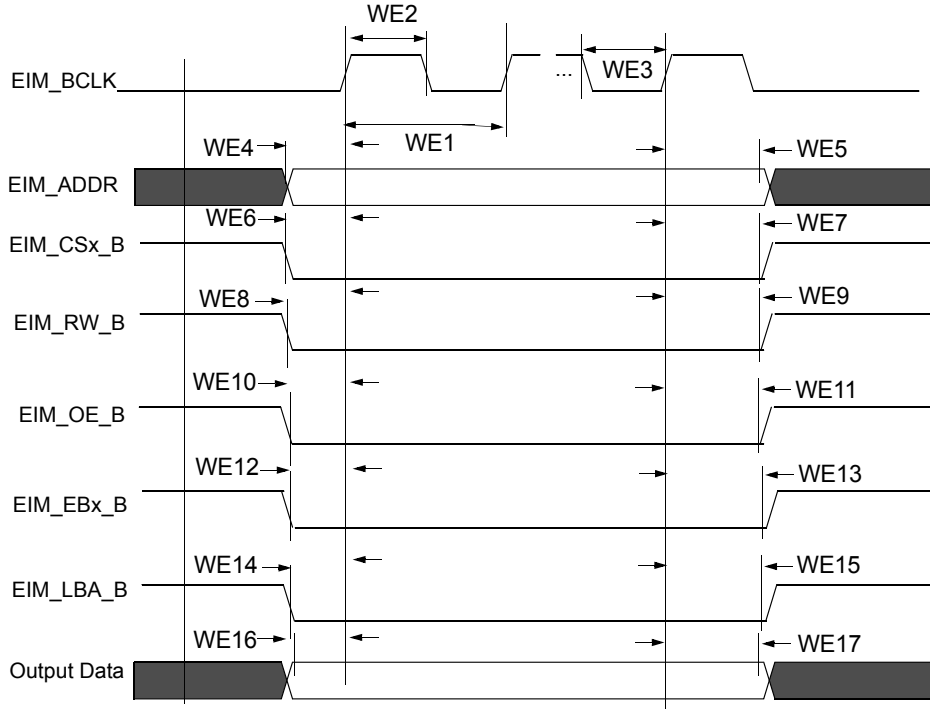 WE2
EIM_BCLK
...
WE3
WE1
WE4
WE5
EIM_ADDR
WE6
WE7
EIM_CSx_B
WE8
WE9
EIM_RW_B
WE10
WE11
EIM_OE_B
WE12
WE13
EIM_EBx_B
WE14
WE15
EIM_LBA_B
WE16
WE17
Output Data